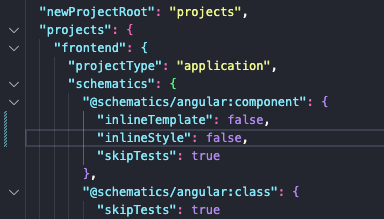 "newProjectRoot": "projects",
"projects": {
"frontend": {
"projectType": "application",
"schematics": {
"@schematics/angular:component": {
"inlineTemplate": false,
"inlineStyle": false,
"skipTests": true
},
"@schematics/angular:class": {
"skipTests": true